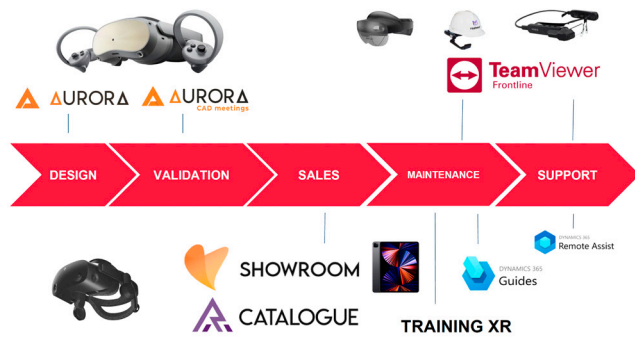 AURORA
AURORA
CAD meetings
TeamViewer
Frontline
DESIGN
VALIDATION
SALES
MAINTENANCE
SUPPORT
SHOWROOM
AR CATALOGUE
DYNAMICS 365
Guides
DYNAMICS 365
Remote Assist
TRAINING XR